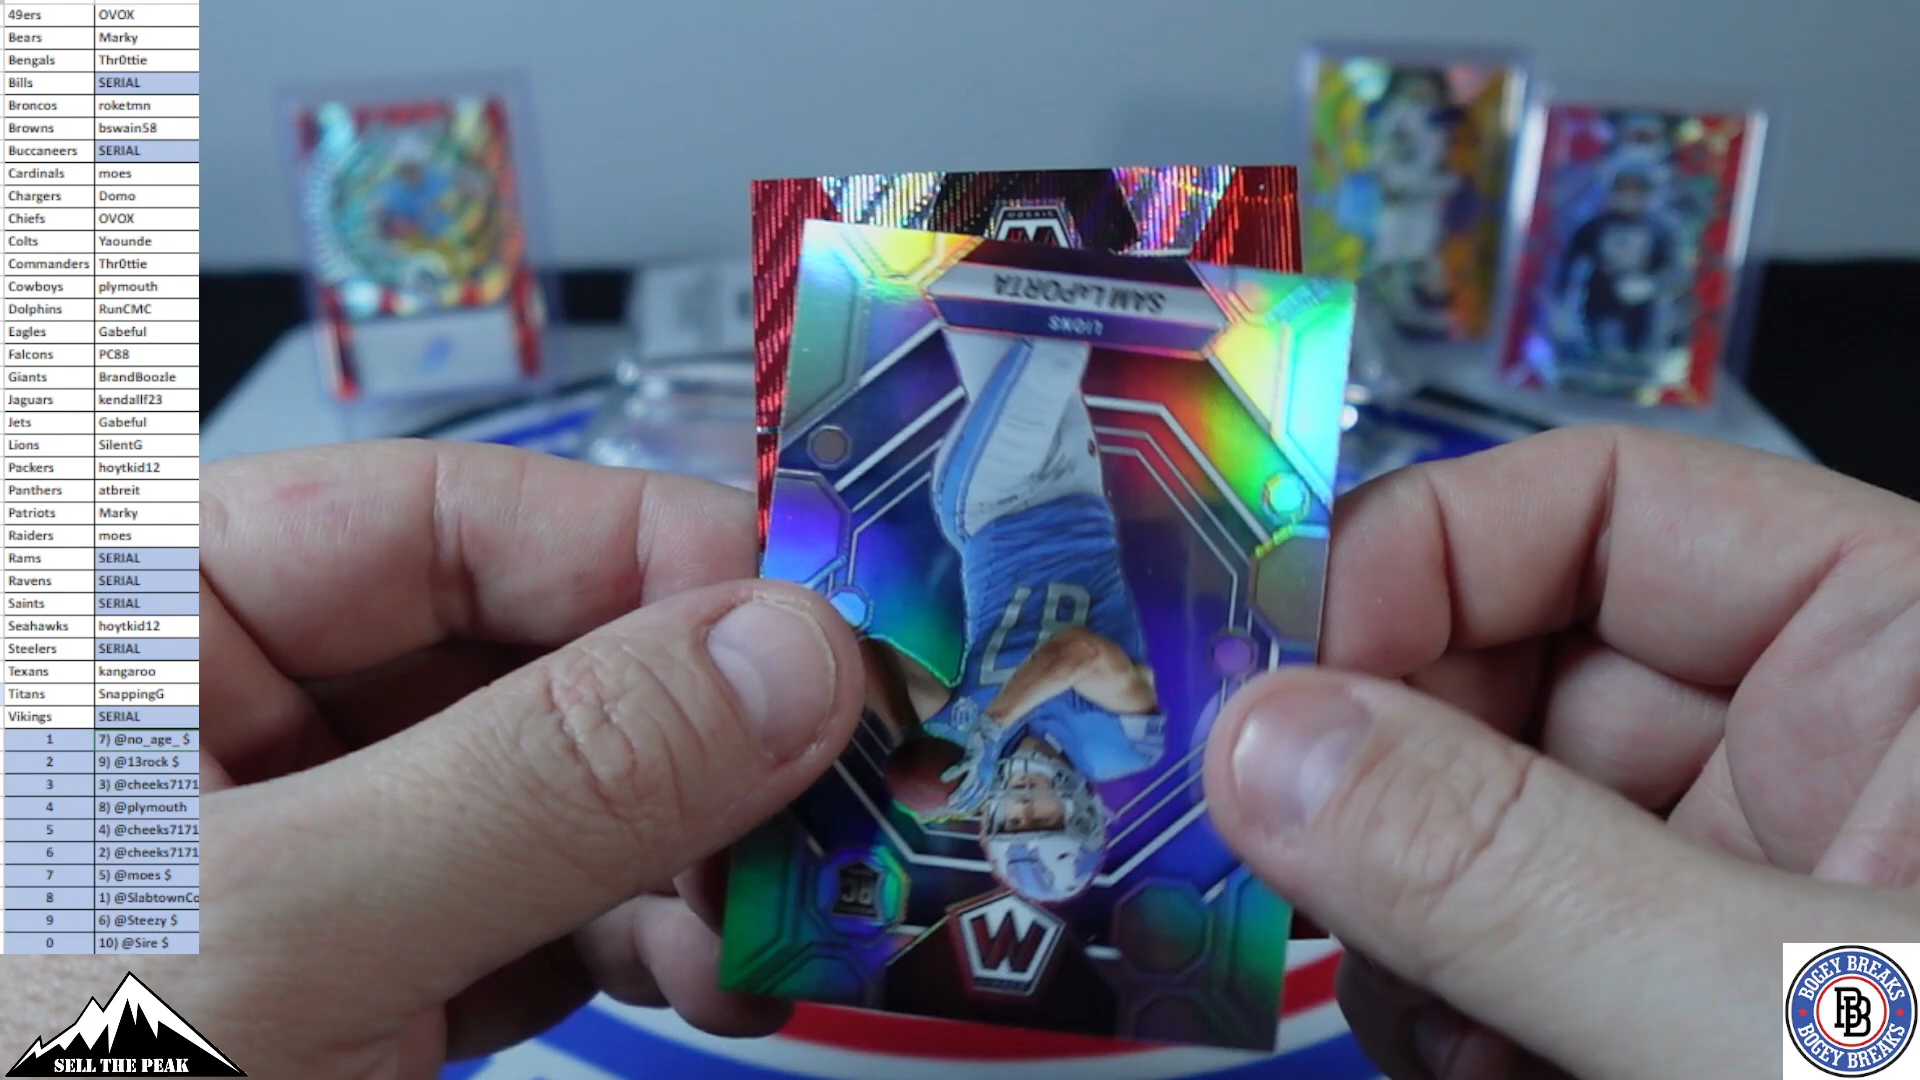 49ers OVOX
Bears Marky
Bengals Thr0ttie
Bills SERIAL
Broncos roketmn
Browns bswain58
Buccaneers SERIAL
Cardinals moes
Chargers Domo
Chiefs OVOX
Colts Yaounde
Commanders Thr0ttie
Cowboys plymouth
Dolphins RunCMC
Eagles Gabeful
Falcons PC88
Giants BrandBoozle
Jaguars kendallf23
Jets Gabeful
Lions SilentG
Packers hoytkid12
Panthers atbreit
Patriots Marky
Raiders moes
Rams SERIAL
Ravens SERIAL
Saints SERIAL
Seahawks hoytkid12
Steelers SERIAL
Texans kangaroo
Titans SnappingG
Vikings SERIAL
1 7) @no_age_ $
2 9) @13rock $
3 3) @cheeks7171
4 8) @plymouth
5 4) @cheeks7171
6 2) @cheeks7171
7 5) @moes $
8 1) @SlabtownCo
9 6) @Steezy $
0 10) @Sire $
SELL THE PEAK
MOSAIC
SAM LaPORTA
LIONS
87
RC
BOGEY BREAKS
BB
BOGEY BREAKS